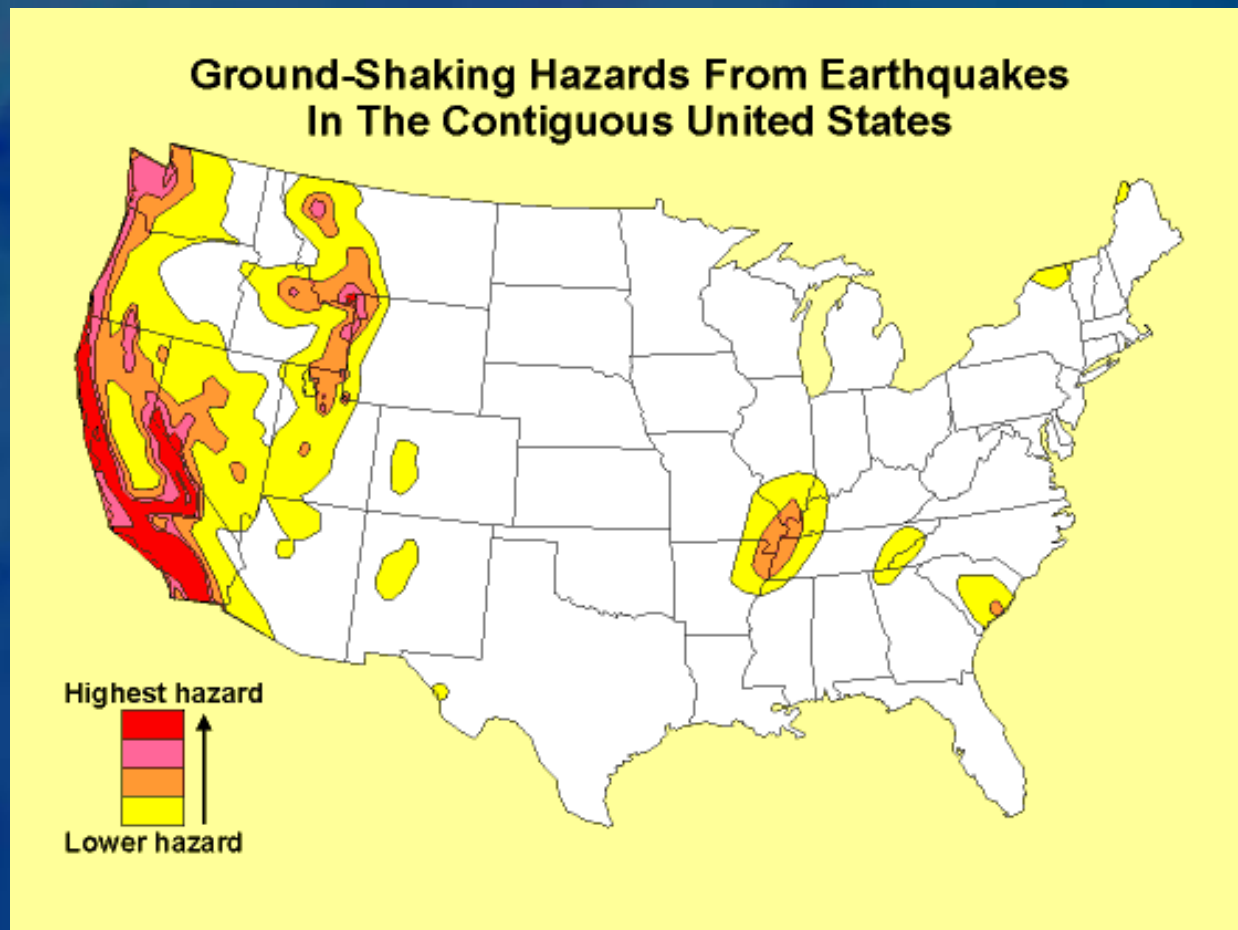 Ground-Shaking Hazards From Earthquakes
In The Contiguous United States
Highest hazard
Lower hazard